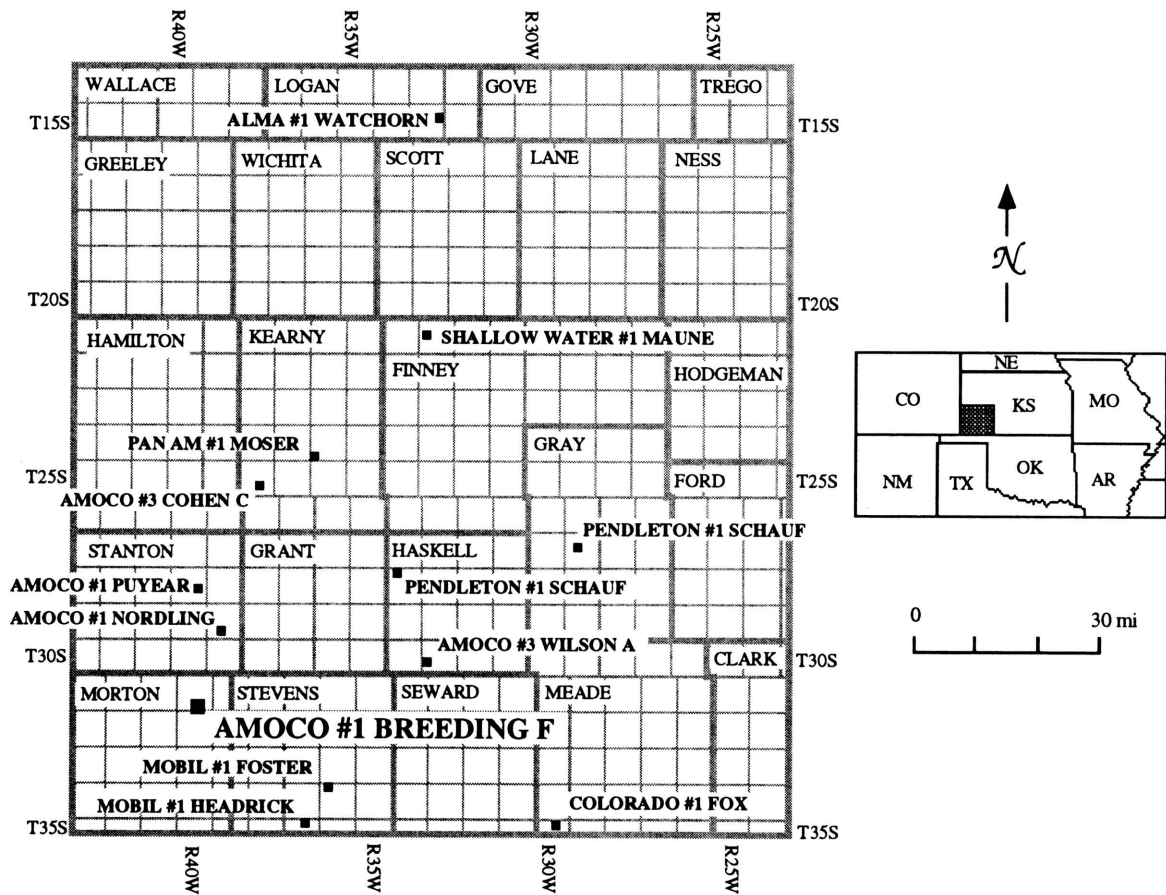 R40W
R35W
R30W
R25W
WALLACE
LOGAN
GOVE
TREGO
T15S
ALMA #1 WATCHORN
T15S
GREELEY
WICHITA
SCOTT
LANE
NESS
T20S
T20S
HAMILTON
KEARNY
SHALLOW WATER #1 MAUNE
FINNEY
HODGEMAN
PAN AM #1 MOSER
GRAY
T25S
FORD
T25S
AMOCO #3 COHEN C
PENDLETON #1 SCHAUF
STANTON
GRANT
HASKELL
AMOCO #1 PUYEAR
PENDLETON #1 SCHAUF
AMOCO #1 NORDLING
AMOCO #3 WILSON A
T30S
CLARK
T30S
MORTON
STEVENS
SEWARD
MEADE
AMOCO #1 BREEDING F
MOBIL #1 FOSTER
MOBIL #1 HEADRICK
COLORADO #1 FOX
T35S
T35S
R40W
R35W
R30W
R25W
N
NE
CO
KS
MO
NM
TX
OK
AR
0
30 mi